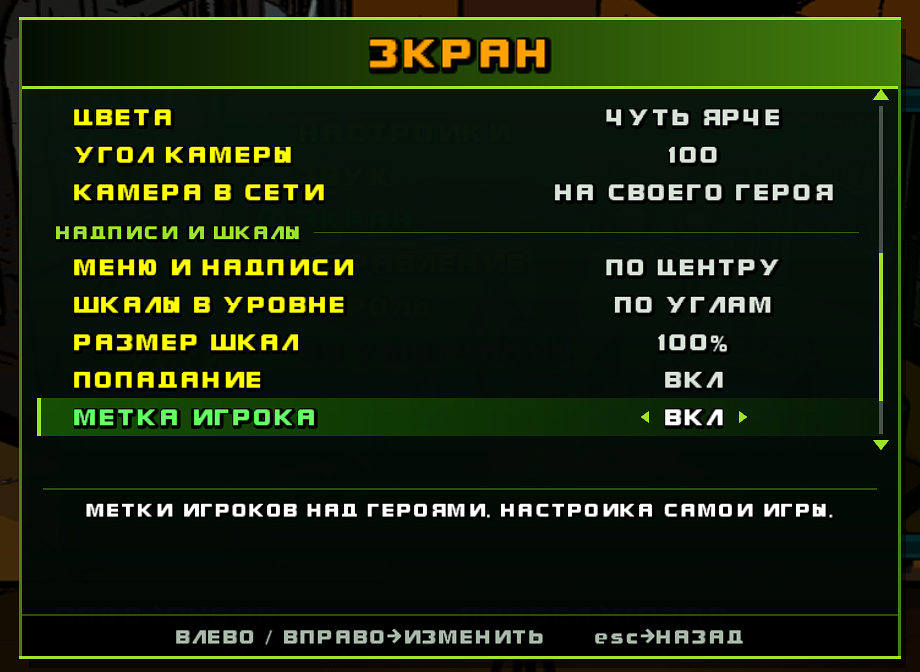 ЭКРАН
ЦВЕТА ЧУТЬ ЯРЧЕ
УГОЛ КАМЕРЫ 100
КАМЕРА В СЕТИ НА СВОЕГО ГЕРОЯ
НАДПИСИ И ШКАЛЫ
МЕНЮ И НАДПИСИ ПО ЦЕНТРУ
ШКАЛЫ В УРОВНЕ ПО УГЛАМ
РАЗМЕР ШКАЛ 100%
ПОПАДАНИЕ ВКЛ
МЕТКА ИГРОКА ВКЛ
МЕТКИ ИГРОКОВ НАД ГЕРОЯМИ. НАСТРОИКА САМОИ ИГРЫ.
ВЛЕВО / ВПРАВО→ИЗМЕНИТЬ esc→НАЗАД